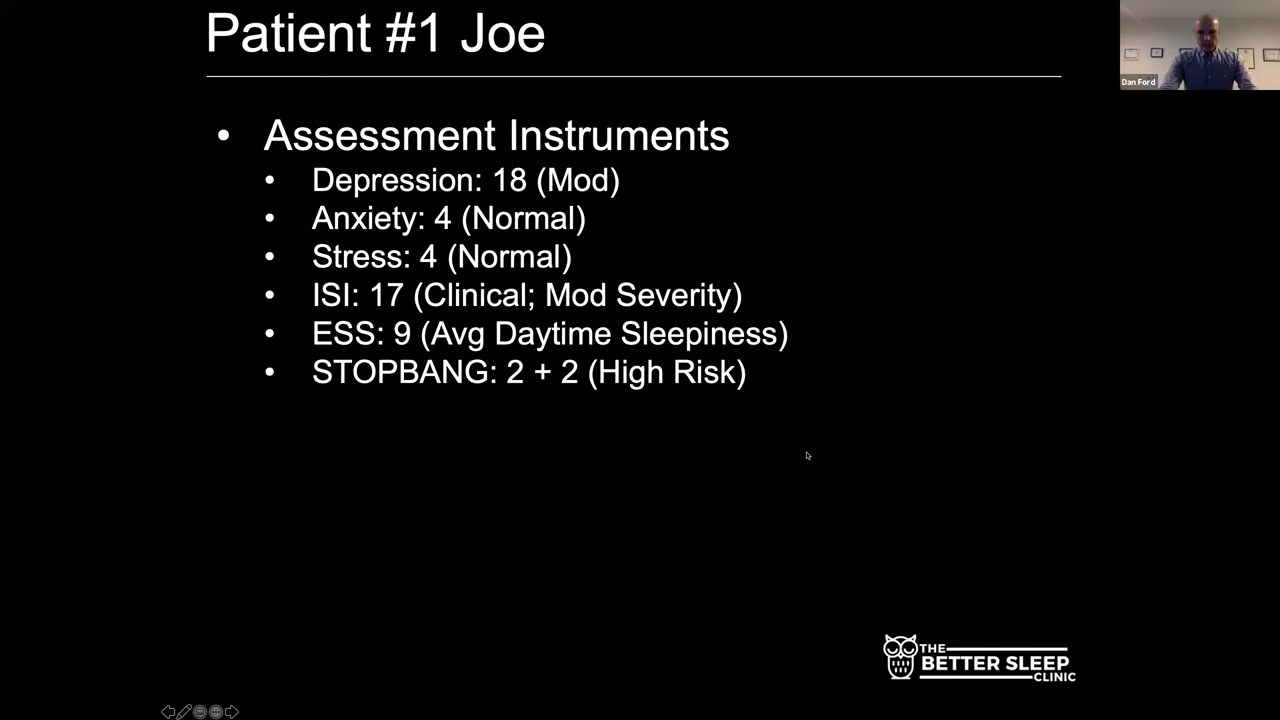 Patient #1 Joe
Dan Ford
• Assessment Instruments
• Depression: 18 (Mod)
• Anxiety: 4 (Normal)
• Stress: 4 (Normal)
• ISI: 17 (Clinical; Mod Severity)
• ESS: 9 (Avg Daytime Sleepiness)
• STOPBANG: 2 + 2 (High Risk)
THE
BETTER SLEEP
CLINIC